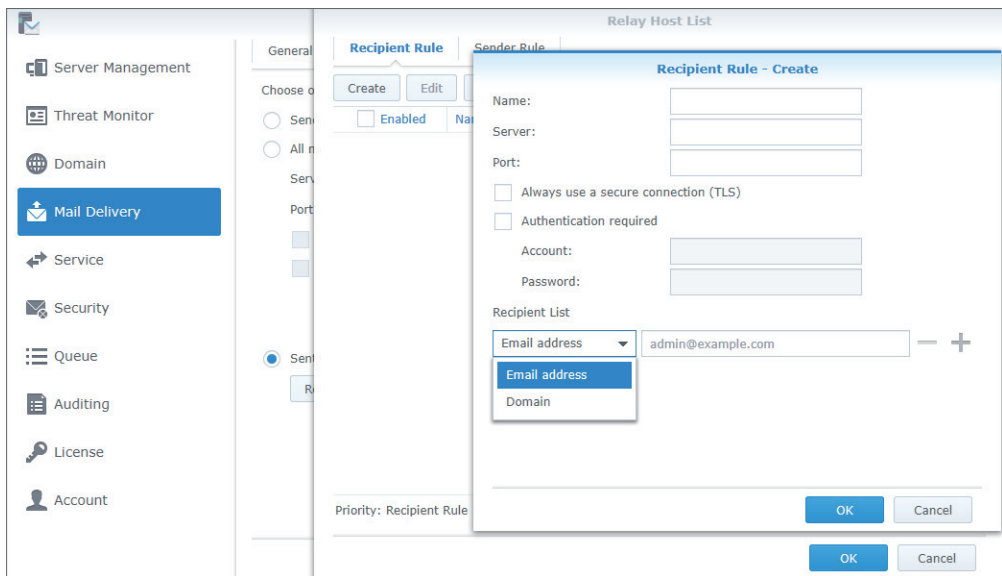 Relay Host List
Server Management
Threat Monitor
Domain
Mail Delivery
Service
Security
Queue
Auditing
License
Account
General
Choose o
Send
All m
Serv
Port
Sent
R
Recipient Rule
Sender Rule
Create
Edit
Enabled
Nar
Priority: Recipient Rule
OK
Cancel
Recipient Rule - Create
Name:
Server:
Port:
Always use a secure connection (TLS)
Authentication required
Account:
Password:
Recipient List
Email address
admin@example.com
Email address
Domain
OK
Cancel